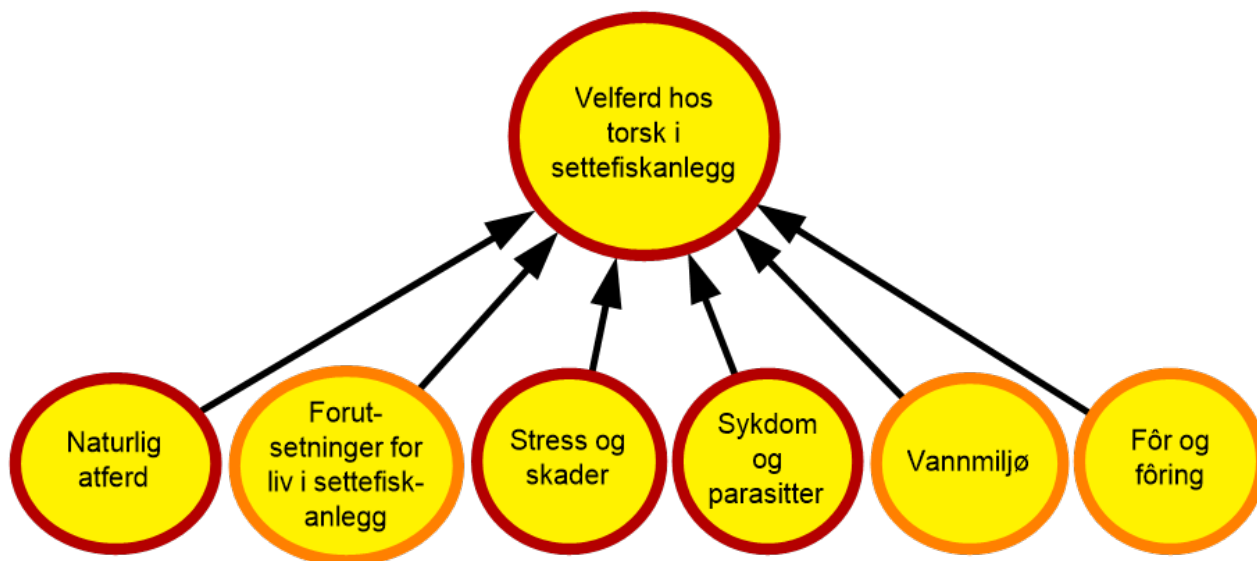 Velferd hos
torsk i
settefiskanlegg
Naturlig
atferd
Forut-
setninger for
liv i settefisk-
anlegg
Stress og
skader
Sykdom
og
parasitter
Vannmiljø
Fôr og
fôring